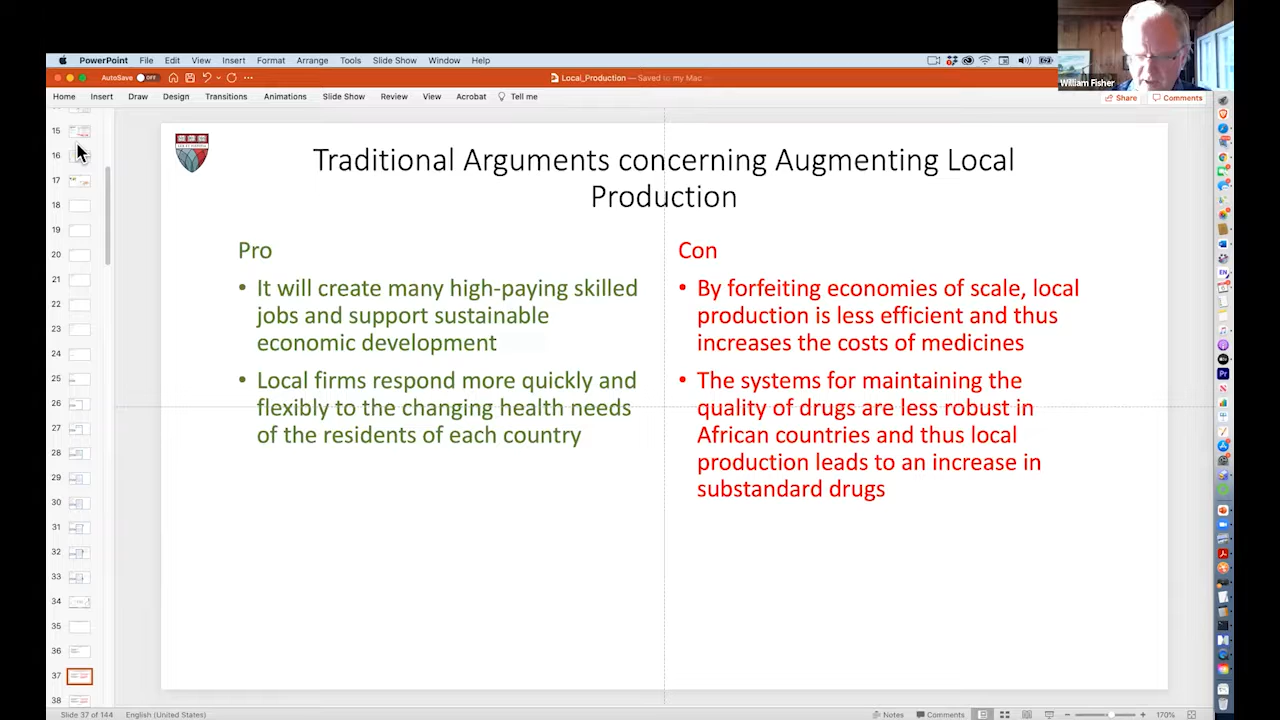 PowerPoint File Edit View Insert Format Arrange Tools Slide Show Window Help
AutoSave OFF
Local_Production — Saved to my Mac
William Fisher
Home Insert Draw Design Transitions Animations Slide Show Review View Acrobat Tell me
Share Comments
15
16
17
18
19
20
21
22
23
24
25
26
27
28
29
30
31
32
33
34
35
36
37
38
Traditional Arguments concerning Augmenting Local
Production
Pro
• It will create many high-paying skilled
jobs and support sustainable
economic development
• Local firms respond more quickly and
flexibly to the changing health needs
of the residents of each country
Con
• By forfeiting economies of scale, local
production is less efficient and thus
increases the costs of medicines
• The systems for maintaining the
quality of drugs are less robust in
African countries and thus local
production leads to an increase in
substandard drugs
Slide 37 of 144 English (United States)
Notes Comments 170%